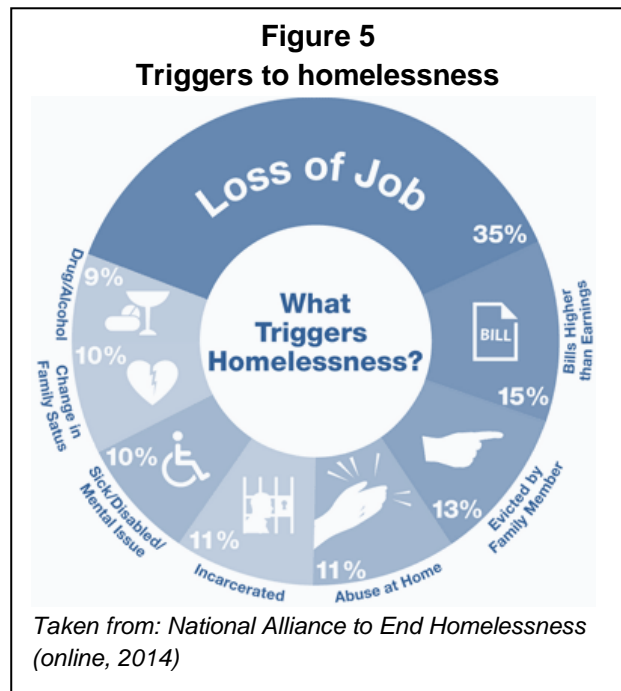 Figure 5
Triggers to homelessness
Loss of Job
35%
BILL
Bills Higher
than Earnings
15%
Evicted by
Family Member
13%
Abuse at Home
11%
Incarcerated
11%
Sick/Disabled/
Mental Issue
10%
Change in
Family Satus
10%
Drug/Alcohol
9%
What
Triggers
Homelessness?
Taken from: National Alliance to End Homelessness
(online, 2014)